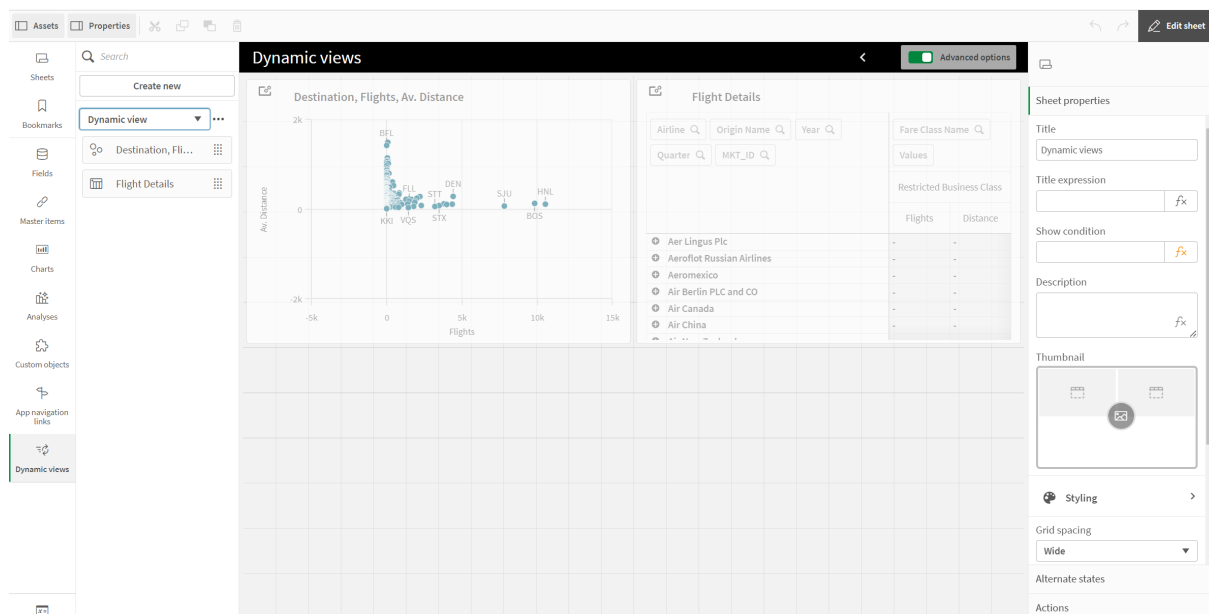 Assets
Properties
Edit sheet
Sheets
Bookmarks
Fields
Master items
Charts
Analyses
Custom objects
App navigation
links
Dynamic views
Search
Create new
Dynamic view
Destination, Fli...
Flight Details
Dynamic views
Advanced options
Destination, Flights, Av. Distance
Av. Distance
2k
0
-2k
BFL
FLL
STT
DEN
SJU
HNL
KKI
VQS
STX
BOS
-5k
0
5k
10k
15k
Flights
Flight Details
Airline
Origin Name
Year
Fare Class Name
Quarter
MKT_ID
Values
Restricted Business Class
Flights
Distance
Aer Lingus Plc - -
Aeroflot Russian Airlines - -
Aeromexico - -
Air Berlin PLC and CO - -
Air Canada - -
Air China - -
Sheet properties
Title
Dynamic views
Title expression
fx
Show condition
fx
Description
fx
Thumbnail
Styling
Grid spacing
Wide
Alternate states
Actions